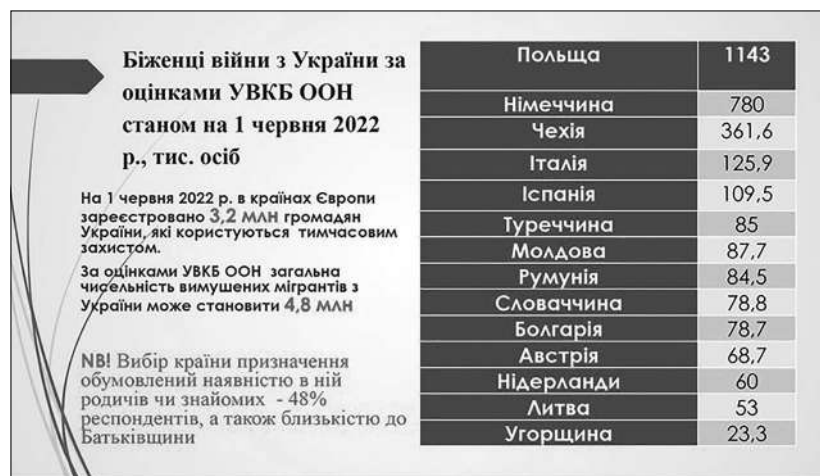 Біженці війни з України за
оцінками УВКБ ООН
станом на 1 червня 2022
р., тис. осіб
На 1 червня 2022 р. в країнах Європи
зареєстровано 3,2 млн громадян
України, які користуються тимчасовим
захистом.
За оцінками УВКБ ООН загальна
чисельність вимушених мігрантів з
України може становити 4,8 млн
NB! Вибір країни призначення
обумовлений наявністю в ній
родичів чи знайомих - 48%
респондентів, а також близькістю до
Батьківщини
Польща 1143
Німеччина 780
Чехія 361,6
Італія 125,9
Іспанія 109,5
Туреччина 85
Молдова 87,7
Румунія 84,5
Словаччина 78,8
Болгарія 78,7
Австрія 68,7
Нідерланди 60
Литва 53
Угорщина 23,3